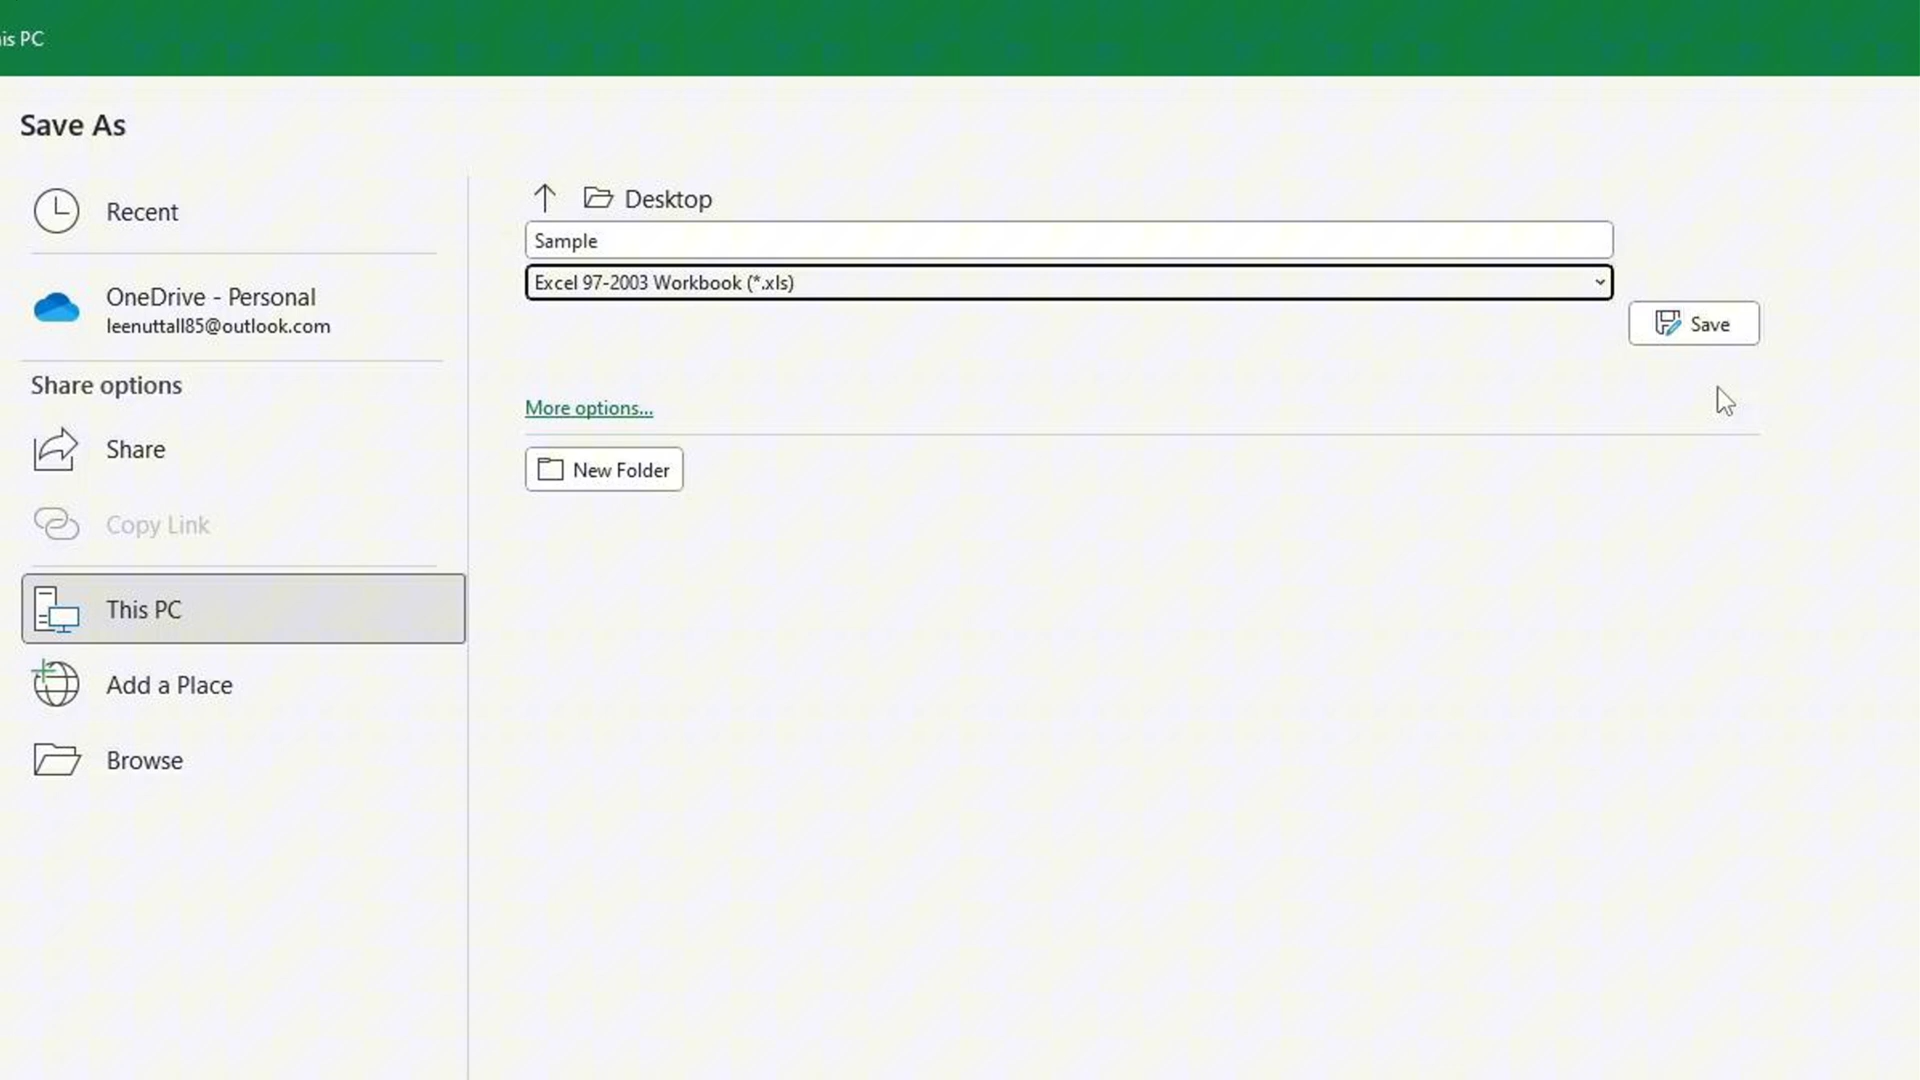 is PC
Save As
Recent
OneDrive - Personal
leenuttall85@outlook.com
Share options
Share
Copy Link
This PC
Add a Place
Browse
Desktop
Sample
Excel 97-2003 Workbook (*.xls)
Save
More options...
New Folder